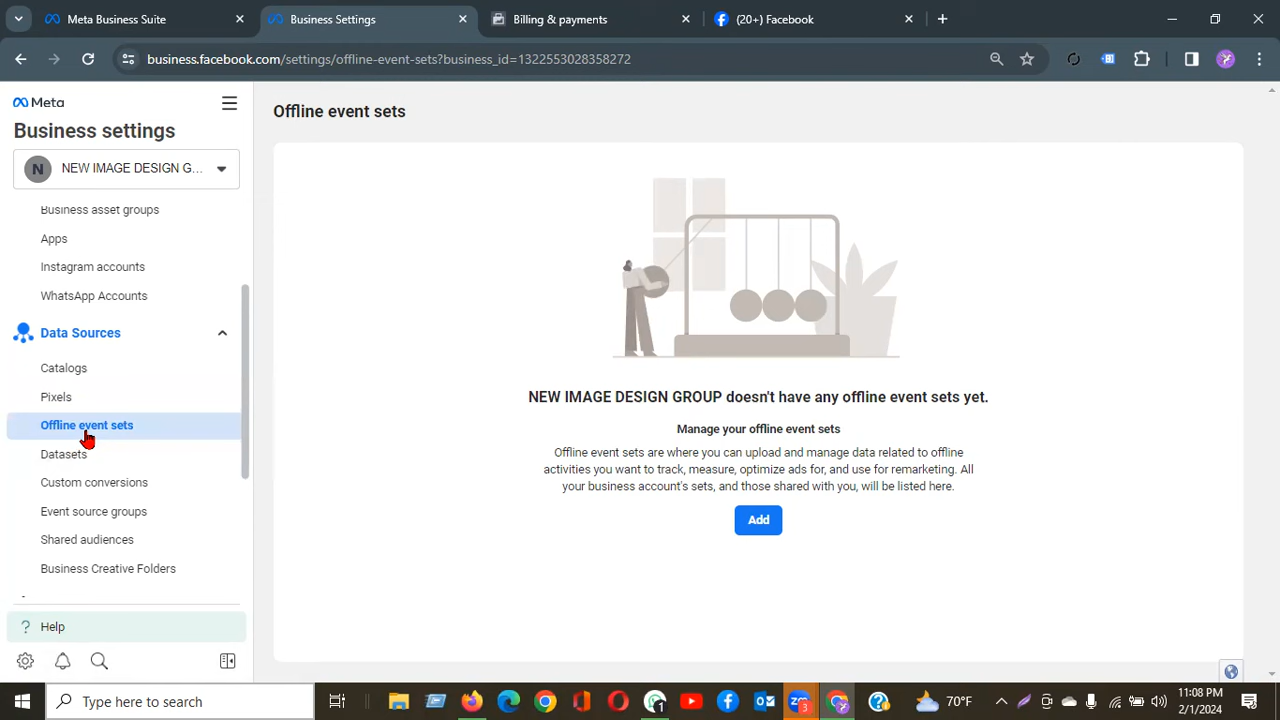 Meta Business Suite
Business Settings
Billing & payments
(20+) Facebook
business.facebook.com/settings/offline-event-sets?business_id=1322553028358272
Meta
Business settings
N
NEW IMAGE DESIGN G...
Business asset groups
Apps
Instagram accounts
WhatsApp Accounts
Data Sources
Catalogs
Pixels
Offline event sets
Datasets
Custom conversions
Event source groups
Shared audiences
Business Creative Folders
? Help
Offline event sets
NEW IMAGE DESIGN GROUP doesn't have any offline event sets yet.
Manage your offline event sets
Offline event sets are where you can upload and manage data related to offline
activities you want to track, measure, optimize ads for, and use for remarketing. All
your business account's sets, and those shared with you, will be listed here.
Add
Type here to search
70°F
11:08 PM
2/1/2024